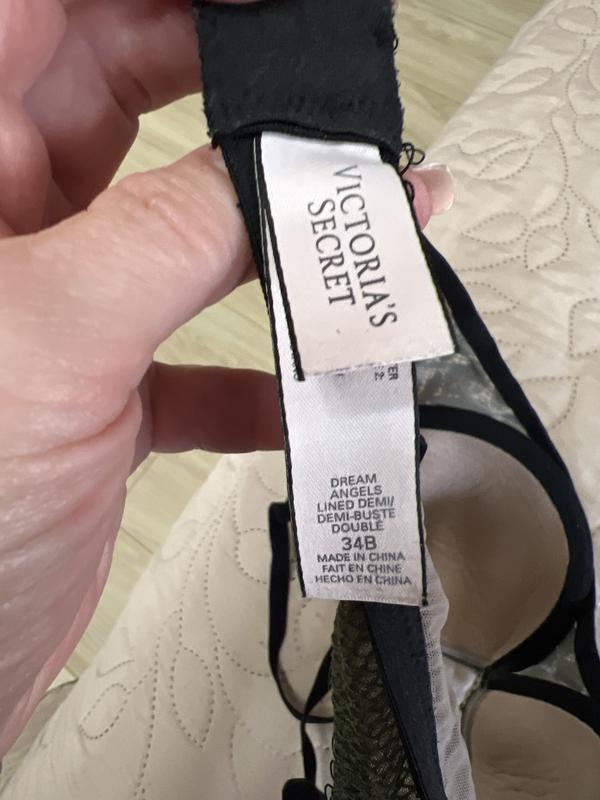 VICTORIA'S
SECRET
DREAM
ANGELS
LINED DEMI/
DEMI-BUSTE
DOUBLÉ
34B
MADE IN CHINA
FAIT EN CHINE
HECHO EN CHINA